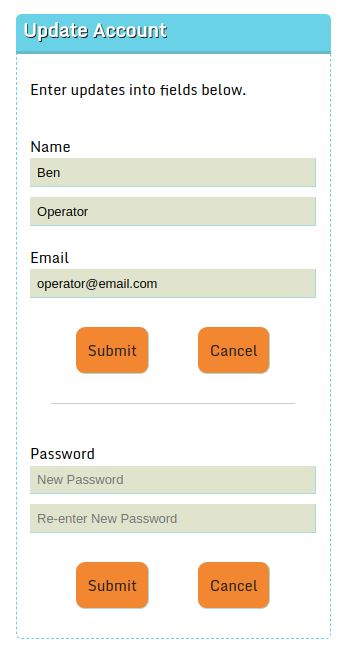 Update Account
Enter updates into fields below.
Name
Ben
Operator
Email
operator@email.com
Submit Cancel
Password
New Password
Re-enter New Password
Submit Cancel